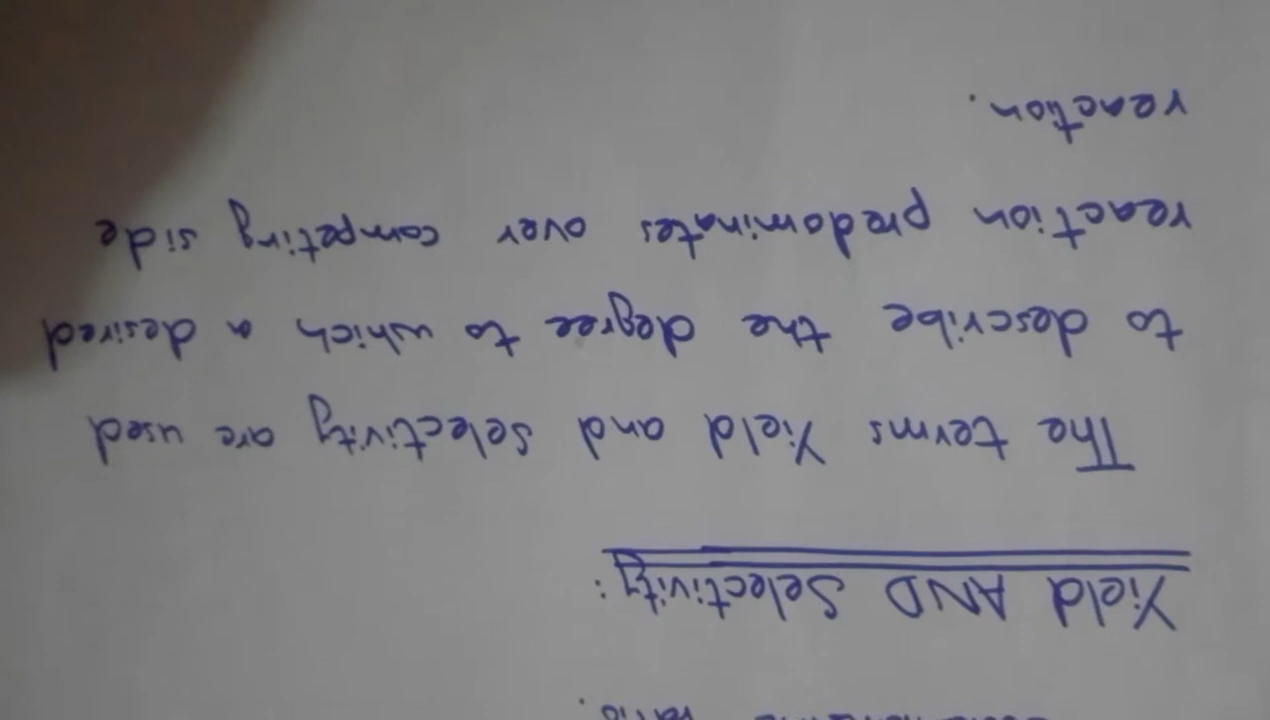 ratio.
Yield AND Selectivity:
The terms Yield and Selectivity are used
to describe the degree to which a desired
reaction predominates over competing side
reaction.